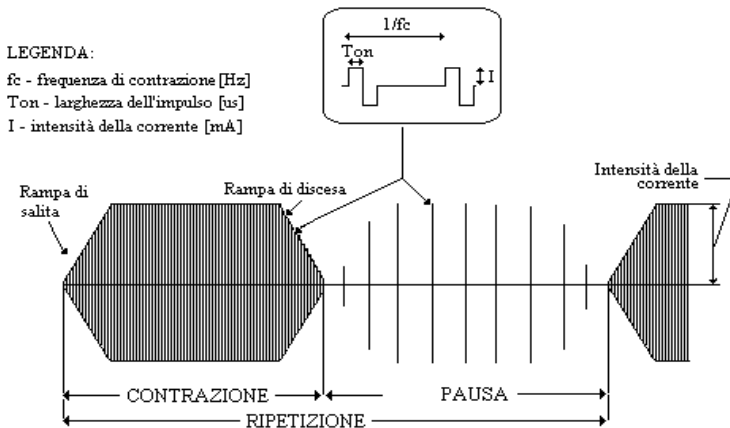 1/fc
Ton
I
LEGENDA:
fc - frequenza di contrazione [Hz]
Ton - larghezza dell'impulso [us]
I - intensità della corrente [mA]
Rampa di
salita
Rampa di discesa
Intensità della
corrente
CONTRAZIONE
PAUSA
RIPETIZIONE